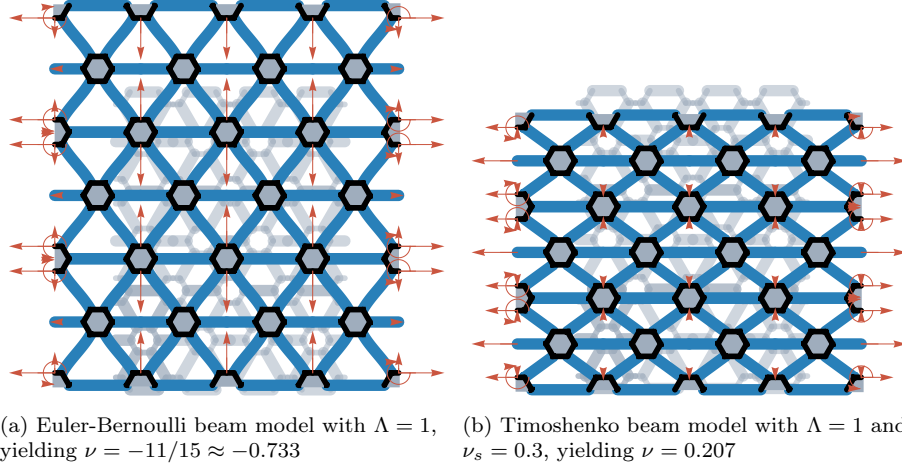 (a) Euler-Bernoulli beam model with Λ = 1,
yielding ν = −11/15 ≈ −0.733
(b) Timoshenko beam model with Λ = 1 and
νₛ = 0.3, yielding ν = 0.207